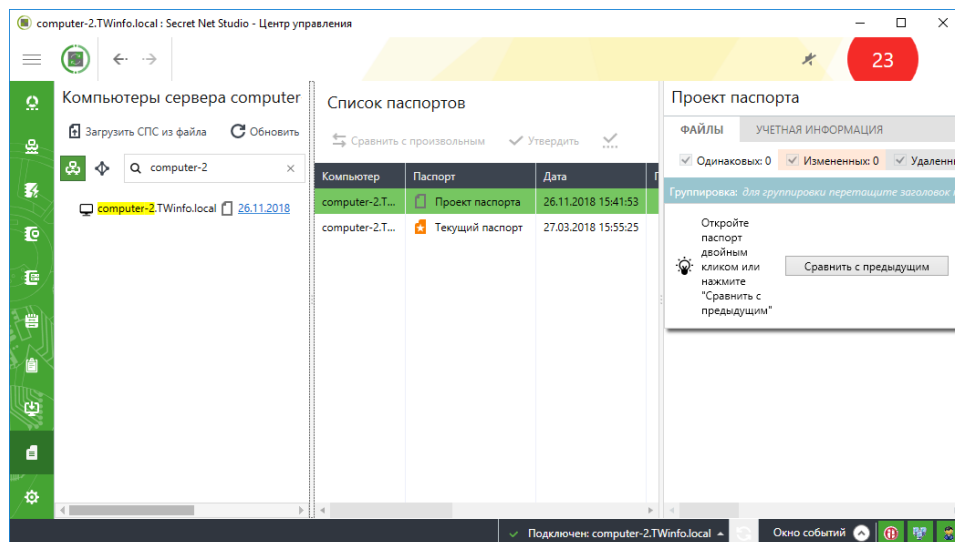 computer-2.TWinfo.local : Secret Net Studio - Центр управления
23
Компьютеры сервера computer
Загрузить СПС из файла
Обновить
computer-2
computer-2.TWinfo.local 26.11.2018
Список паспортов
Сравнить с произвольным
Утвердить
Компьютер Паспорт Дата
computer-2.T... Проект паспорта 26.11.2018 15:41:53
computer-2.T... Текущий паспорт 27.03.2018 15:55:25
Проект паспорта
ФАЙЛЫ УЧЕТНАЯ ИНФОРМАЦИЯ
Одинаковых: 0 Измененных: 0 Удаленн
Группировка: для группировки перетащите заголовок
Откройте
паспорт
двойным
кликом или
нажмите
"Сравнить с
предыдущим"
Сравнить с предыдущим
Подключен: computer-2.TWinfo.local
Окно событий